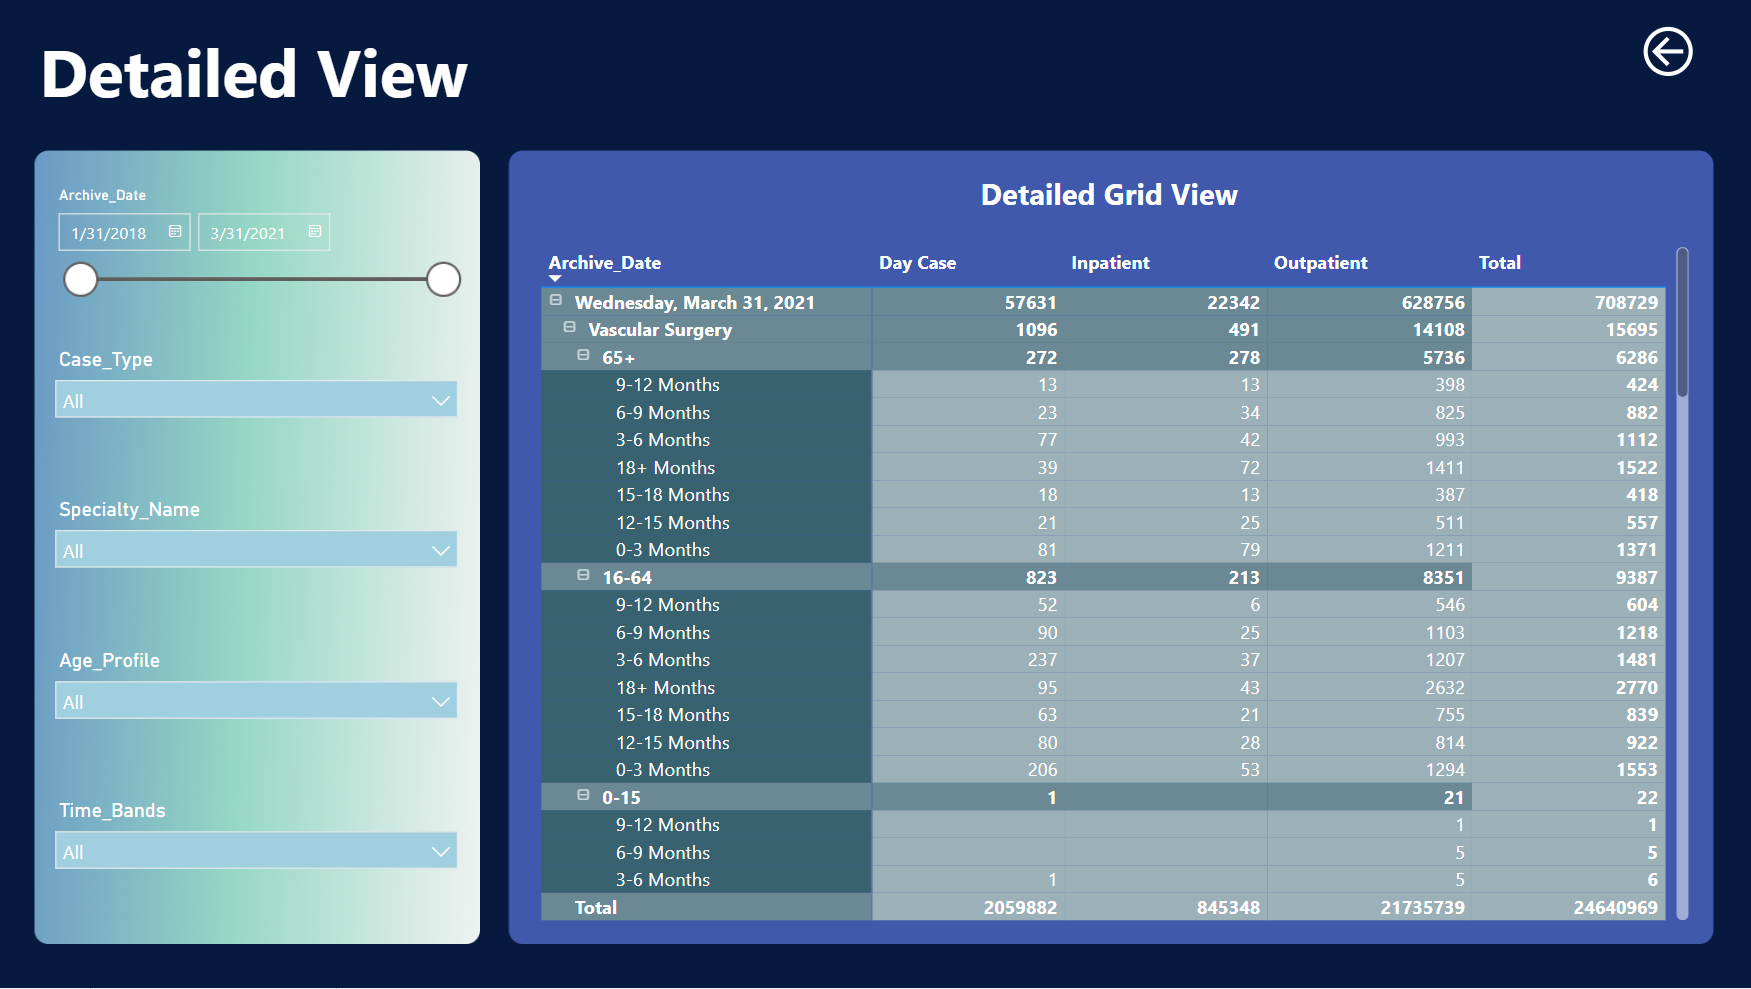 Detailed View
Archive_Date
1/31/2018 3/31/2021
Case_Type
All
Specialty_Name
All
Age_Profile
All
Time_Bands
All
Detailed Grid View
Archive_Date Day Case Inpatient Outpatient Total
Wednesday, March 31, 2021 57631 22342 628756 708729
Vascular Surgery 1096 491 14108 15695
65+ 272 278 5736 6286
9-12 Months 13 13 398 424
6-9 Months 23 34 825 882
3-6 Months 77 42 993 1112
18+ Months 39 72 1411 1522
15-18 Months 18 13 387 418
12-15 Months 21 25 511 557
0-3 Months 81 79 1211 1371
16-64 823 213 8351 9387
9-12 Months 52 6 546 604
6-9 Months 90 25 1103 1218
3-6 Months 237 37 1207 1481
18+ Months 95 43 2632 2770
15-18 Months 63 21 755 839
12-15 Months 80 28 814 922
0-3 Months 206 53 1294 1553
0-15 1 21 22
9-12 Months 1 1
6-9 Months 5 5
3-6 Months 1 5 6
Total 2059882 845348 21735739 24640969